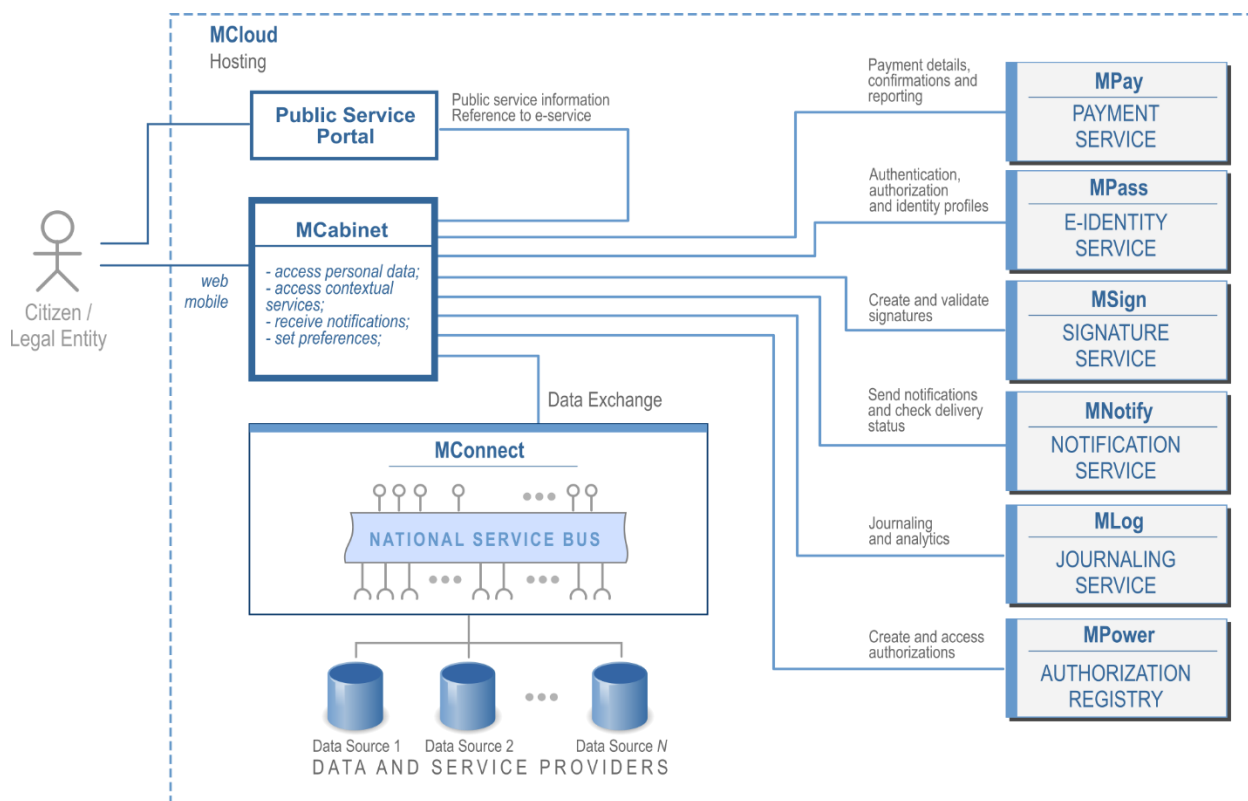 MCloud
Hosting
Public Service
Portal
Public service information
Reference to e-service
Payment details,
confirmations and
reporting
MPay
PAYMENT
SERVICE
Authentication,
authorization
and identity profiles
MPass
E-IDENTITY
SERVICE
Citizen /
Legal Entity
web
mobile
MCabinet
- access personal data;
- access contextual
services;
- receive notifications;
- set preferences;
Create and validate
signatures
MSign
SIGNATURE
SERVICE
Data Exchange
Send notifications
and check delivery
status
MNotify
NOTIFICATION
SERVICE
MConnect
NATIONAL SERVICE BUS
Journaling
and analytics
MLog
JOURNALING
SERVICE
Create and access
authorizations
MPower
AUTHORIZATION
REGISTRY
Data Source 1
Data Source 2
Data Source N
DATA AND SERVICE PROVIDERS